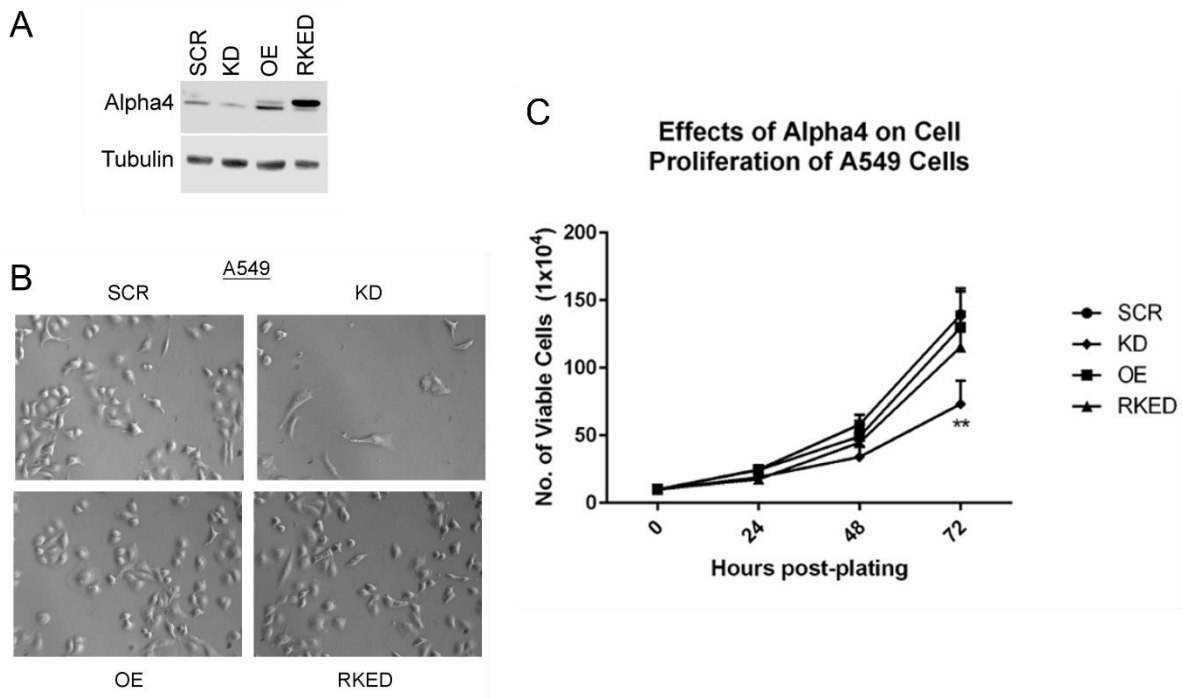 A
SCR KD OE RKED
Alpha4
Tubulin
B
A549
SCR KD
OE RKED
C
Effects of Alpha4 on Cell
Proliferation of A549 Cells
No. of Viable Cells (1x10⁴)
200
150
100
50
0
**
0 24 48 72
Hours post-plating
SCR
KD
OE
RKED